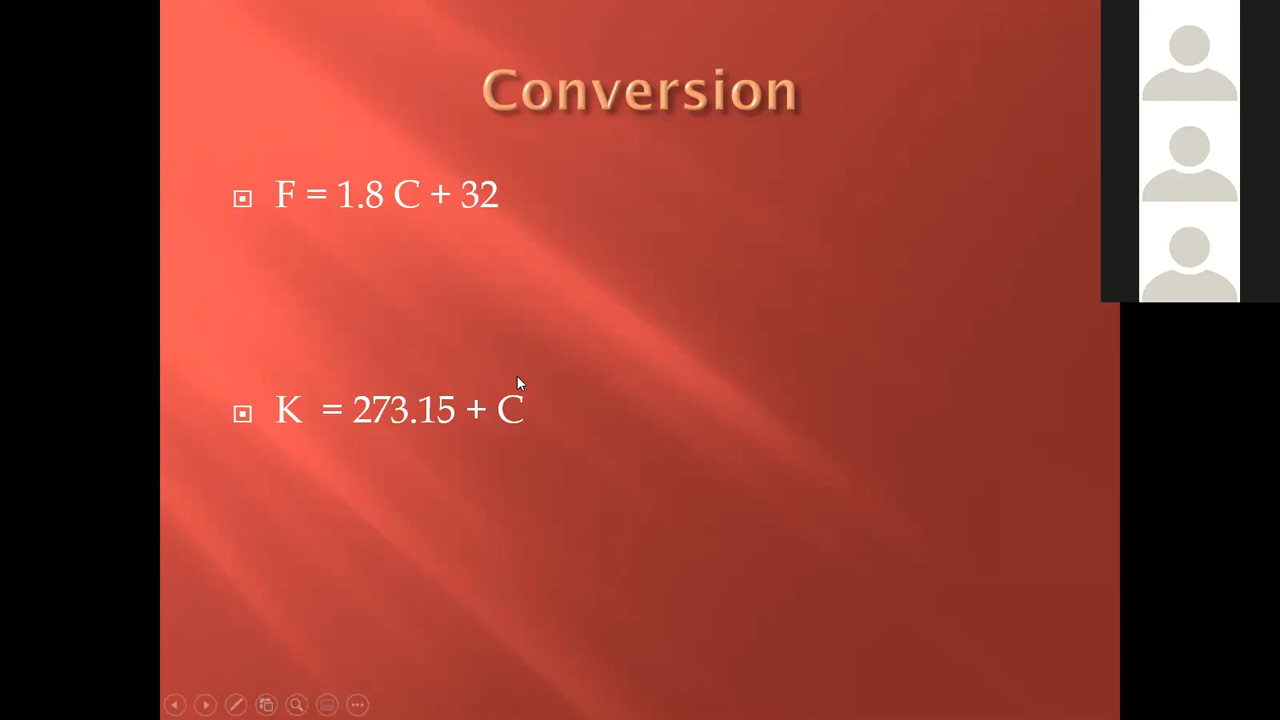 Conversion
F = 1.8 C + 32
K = 273.15 + C